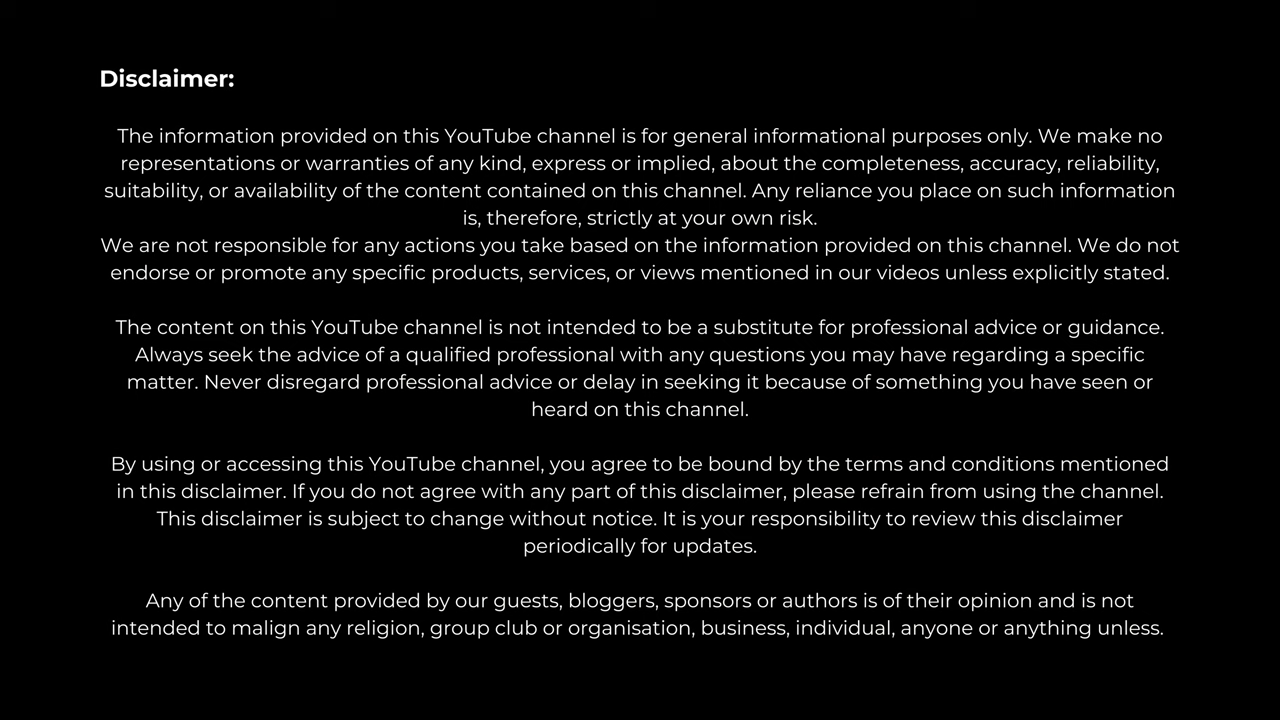 Disclaimer:
The information provided on this YouTube channel is for general informational purposes only. We make no
representations or warranties of any kind, express or implied, about the completeness, accuracy, reliability,
suitability, or availability of the content contained on this channel. Any reliance you place on such information
is, therefore, strictly at your own risk.
We are not responsible for any actions you take based on the information provided on this channel. We do not
endorse or promote any specific products, services, or views mentioned in our videos unless explicitly stated.
The content on this YouTube channel is not intended to be a substitute for professional advice or guidance.
Always seek the advice of a qualified professional with any questions you may have regarding a specific
matter. Never disregard professional advice or delay in seeking it because of something you have seen or
heard on this channel.
By using or accessing this YouTube channel, you agree to be bound by the terms and conditions mentioned
in this disclaimer. If you do not agree with any part of this disclaimer, please refrain from using the channel.
This disclaimer is subject to change without notice. It is your responsibility to review this disclaimer
periodically for updates.
Any of the content provided by our guests, bloggers, sponsors or authors is of their opinion and is not
intended to malign any religion, group club or organisation, business, individual, anyone or anything unless.